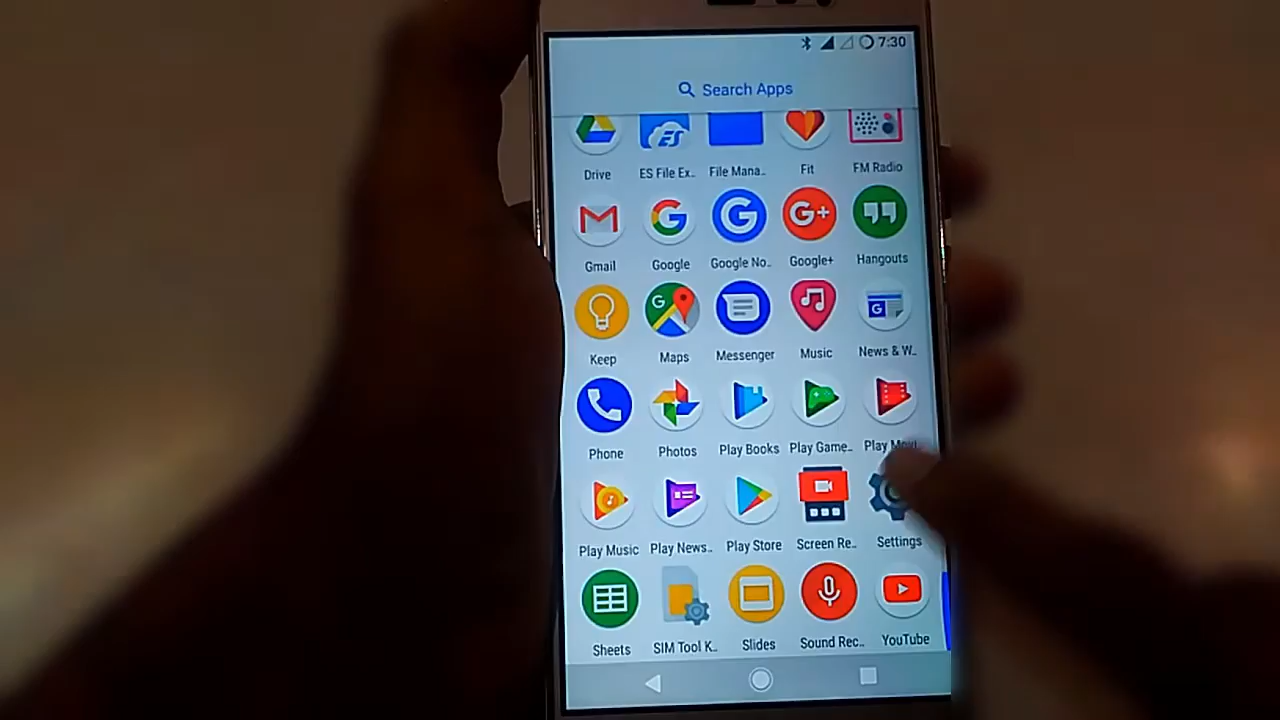 7:30
Search Apps
Drive ES File Ex.. File Mana.. Fit FM Radio
Gmail Google Google No.. Google+ Hangouts
Keep Maps Messenger Music News & W..
Phone Photos Play Books Play Game.. Play Movi
Play Music Play News.. Play Store Screen Re.. Settings
Sheets SIM Tool K.. Slides Sound Rec.. YouTube